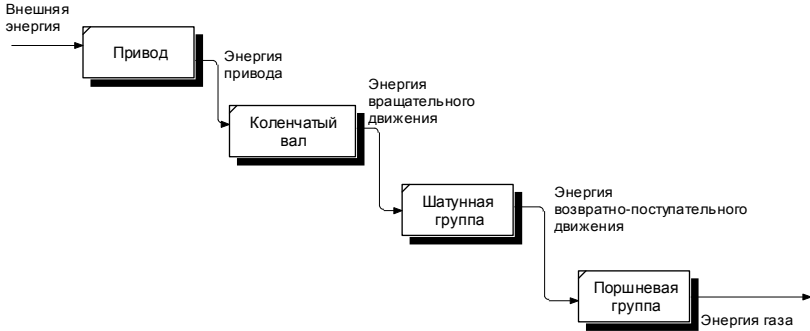 Внешняя
энергия
Привод
Энергия
привода
Коленчатый
вал
Энергия
вращательного
движения
Шатунная
группа
Энергия
возвратно-поступательного
движения
Поршневая
группа
Энергия газа